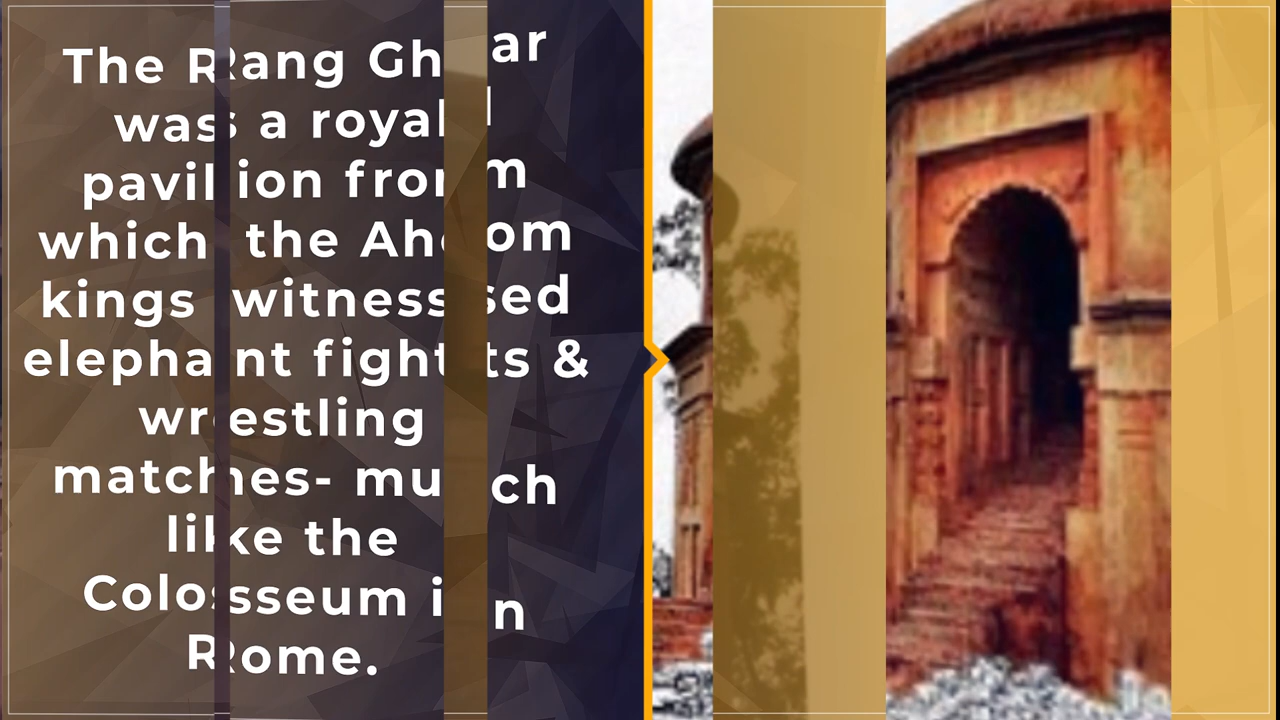 The Rang Ghar
was a royal
pavilion from
which the Ahom
kings witnessed
elephant fights &
wrestling
matches- much
like the
Colosseum in
Rome.